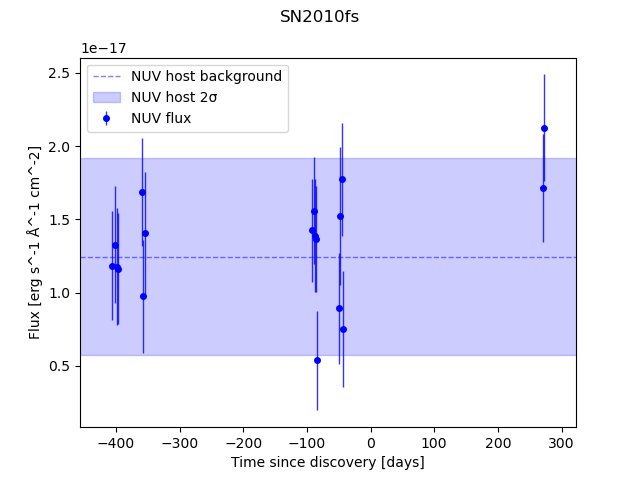 SN2010fs
1e−17
NUV host background
NUV host 2σ
NUV flux
2.5
2.0
1.5
1.0
0.5
Flux [erg s^-1 Å^-1 cm^-2]
−400 −300 −200 −100 0 100 200 300
Time since discovery [days]